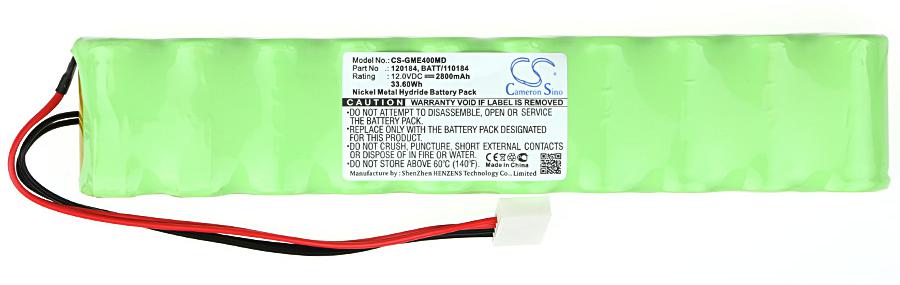 Model No.: CS-GME400MD
Part No : 120184, BATT/110184
Rating : 12.0VDC⎓2800mAh
33.60Wh
Nickel Metal Hydride Battery Pack
CS
Cameron Sino
CAUTION WARRANTY VOID IF LABEL IS REMOVED
•DO NOT ATTEMPT TO DISASSEMBLE, OPEN OR SERVICE
THE BATTERY PACK.
•REPLACE ONLY WITH THE BATTERY PACK DESIGNATED
FOR THIS PRODUCT.
•DO NOT CRUSH, PUNCTURE, SHORT EXTERNAL CONTACTS
OR DISPOSE OF IN FIRE OR WATER.
•DO NOT STORE ABOVE 60°C (140°F).
CE
Made in China
Manufacture by : ShenZhen HENZENS Technology Co., Limited